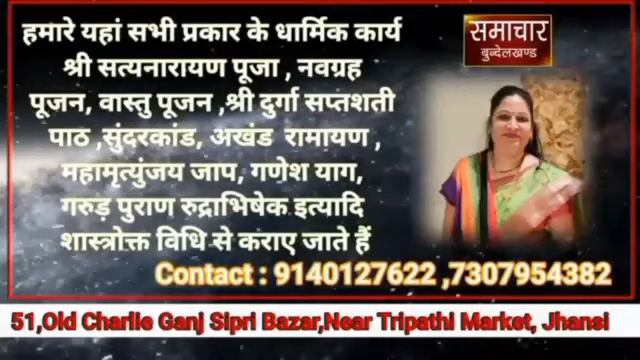 हमारे यहां सभी प्रकार के धार्मिक कार्य
श्री सत्यनारायण पूजा , नवग्रह
पूजन, वास्तु पूजन ,श्री दुर्गा सप्तशती
पाठ ,सुंदरकांड, अखंड रामायण ,
महामृत्युंजय जाप, गणेश याग,
गरुड़ पुराण रुद्राभिषेक इत्यादि
शास्त्रोक्त विधि से कराए जाते हैं
समाचार
बुन्देलखण्ड
Contact : 9140127622 ,7307954382
51,Old Charlie Ganj Sipri Bazar,Near Tripathi Market, Jhansi